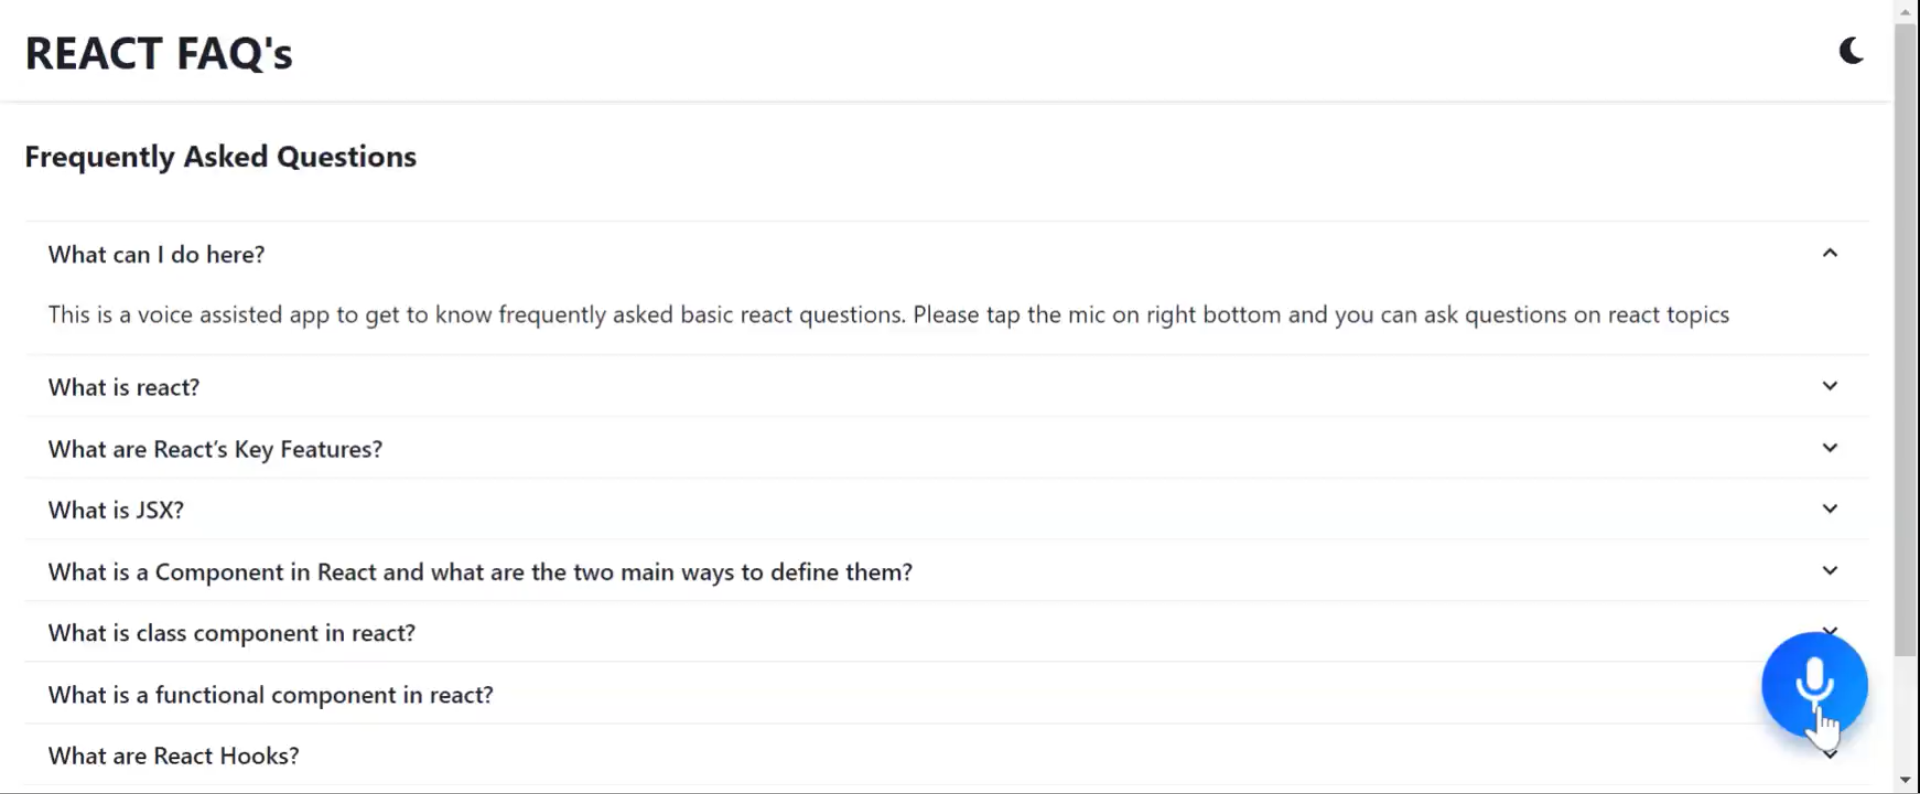 REACT FAQ's
Frequently Asked Questions
What can I do here?
This is a voice assisted app to get to know frequently asked basic react questions. Please tap the mic on right bottom and you can ask questions on react topics
What is react?
What are React’s Key Features?
What is JSX?
What is a Component in React and what are the two main ways to define them?
What is class component in react?
What is a functional component in react?
What are React Hooks?